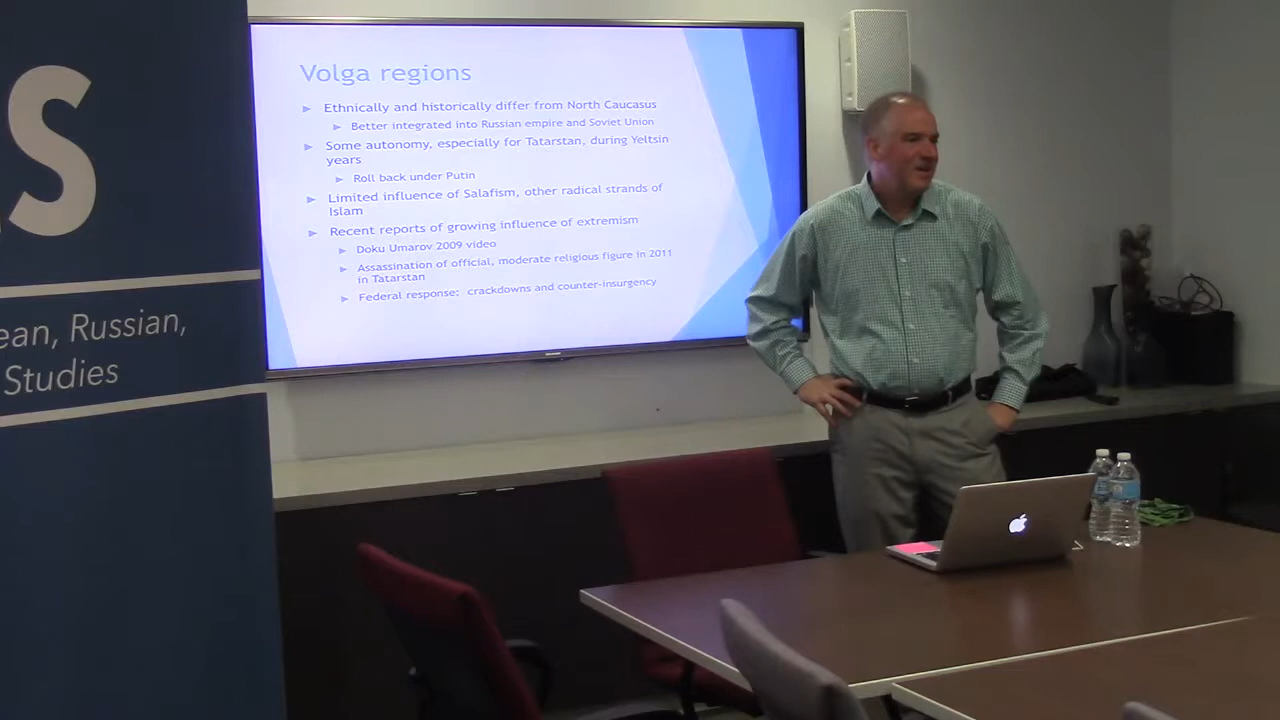 S
ean, Russian,
Studies
Volga regions
Ethnically and historically differ from North Caucasus
Better integrated into Russian empire and Soviet Union
Some autonomy, especially for Tatarstan, during Yeltsin
years
Roll back under Putin
Limited influence of Salafism, other radical strands of
Islam
Recent reports of growing influence of extremism
Doku Umarov 2009 video
Assassination of official, moderate religious figure in 2011
in Tatarstan
Federal response: crackdowns and counter-insurgency